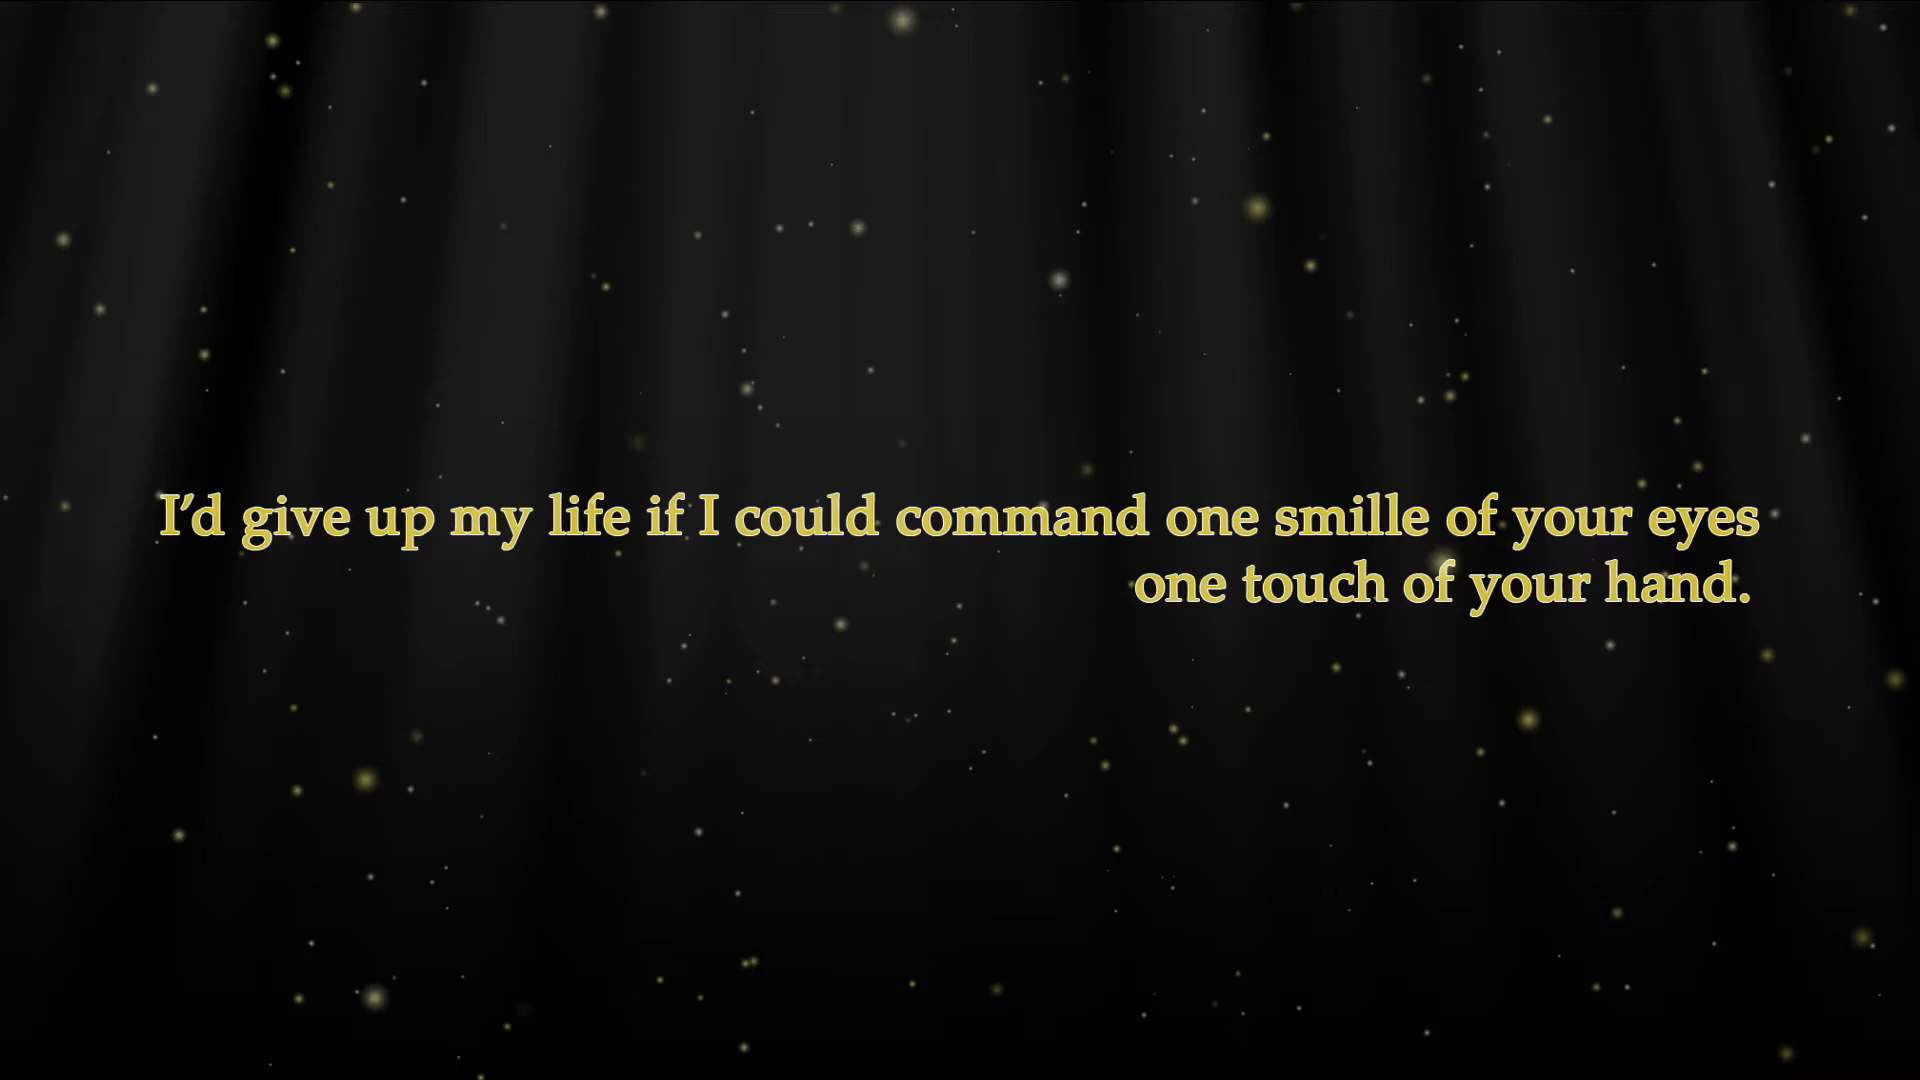 I’d give up my life if I could command one smille of your eyes
one touch of your hand.